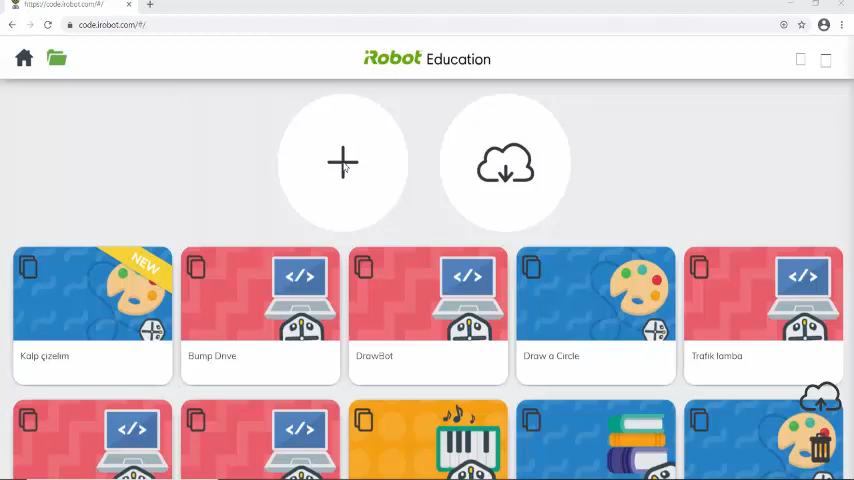 https://code.irobot.com/#/
code.irobot.com/#/
iRobot Education
NEW
</>
</>
</>
Kalp çizelim
Bump Drive
DrawBot
Draw a Circle
Trafik lamba
</>
</>